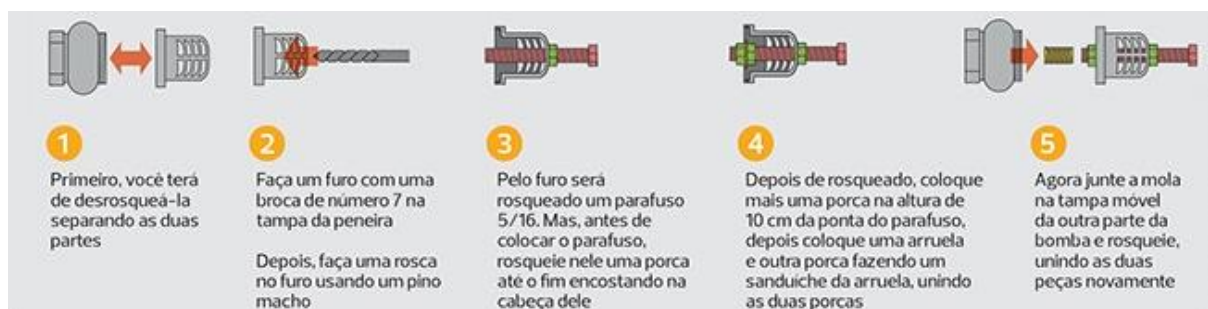 1
Primeiro, você terá
de desrosqueá-la
separando as duas
partes
2
Faça um furo com uma
broca de número 7 na
tampa da peneira
Depois, faça uma rosca
no furo usando um pino
macho
3
Pelo furo será
rosqueado um parafuso
5/16. Mas, antes de
colocar o parafuso,
rosqueie nele uma porca
até o fim encostando na
cabeça dele
4
Depois de rosqueado, coloque
mais uma porca na altura de
10 cm da ponta do parafuso,
depois coloque uma arruela
e outra porca fazendo um
sanduíche da arruela, unindo
as duas porcas
5
Agora junte a mola
na tampa móvel
da outra parte da
bomba e rosqueie,
unindo as duas
peças novamente